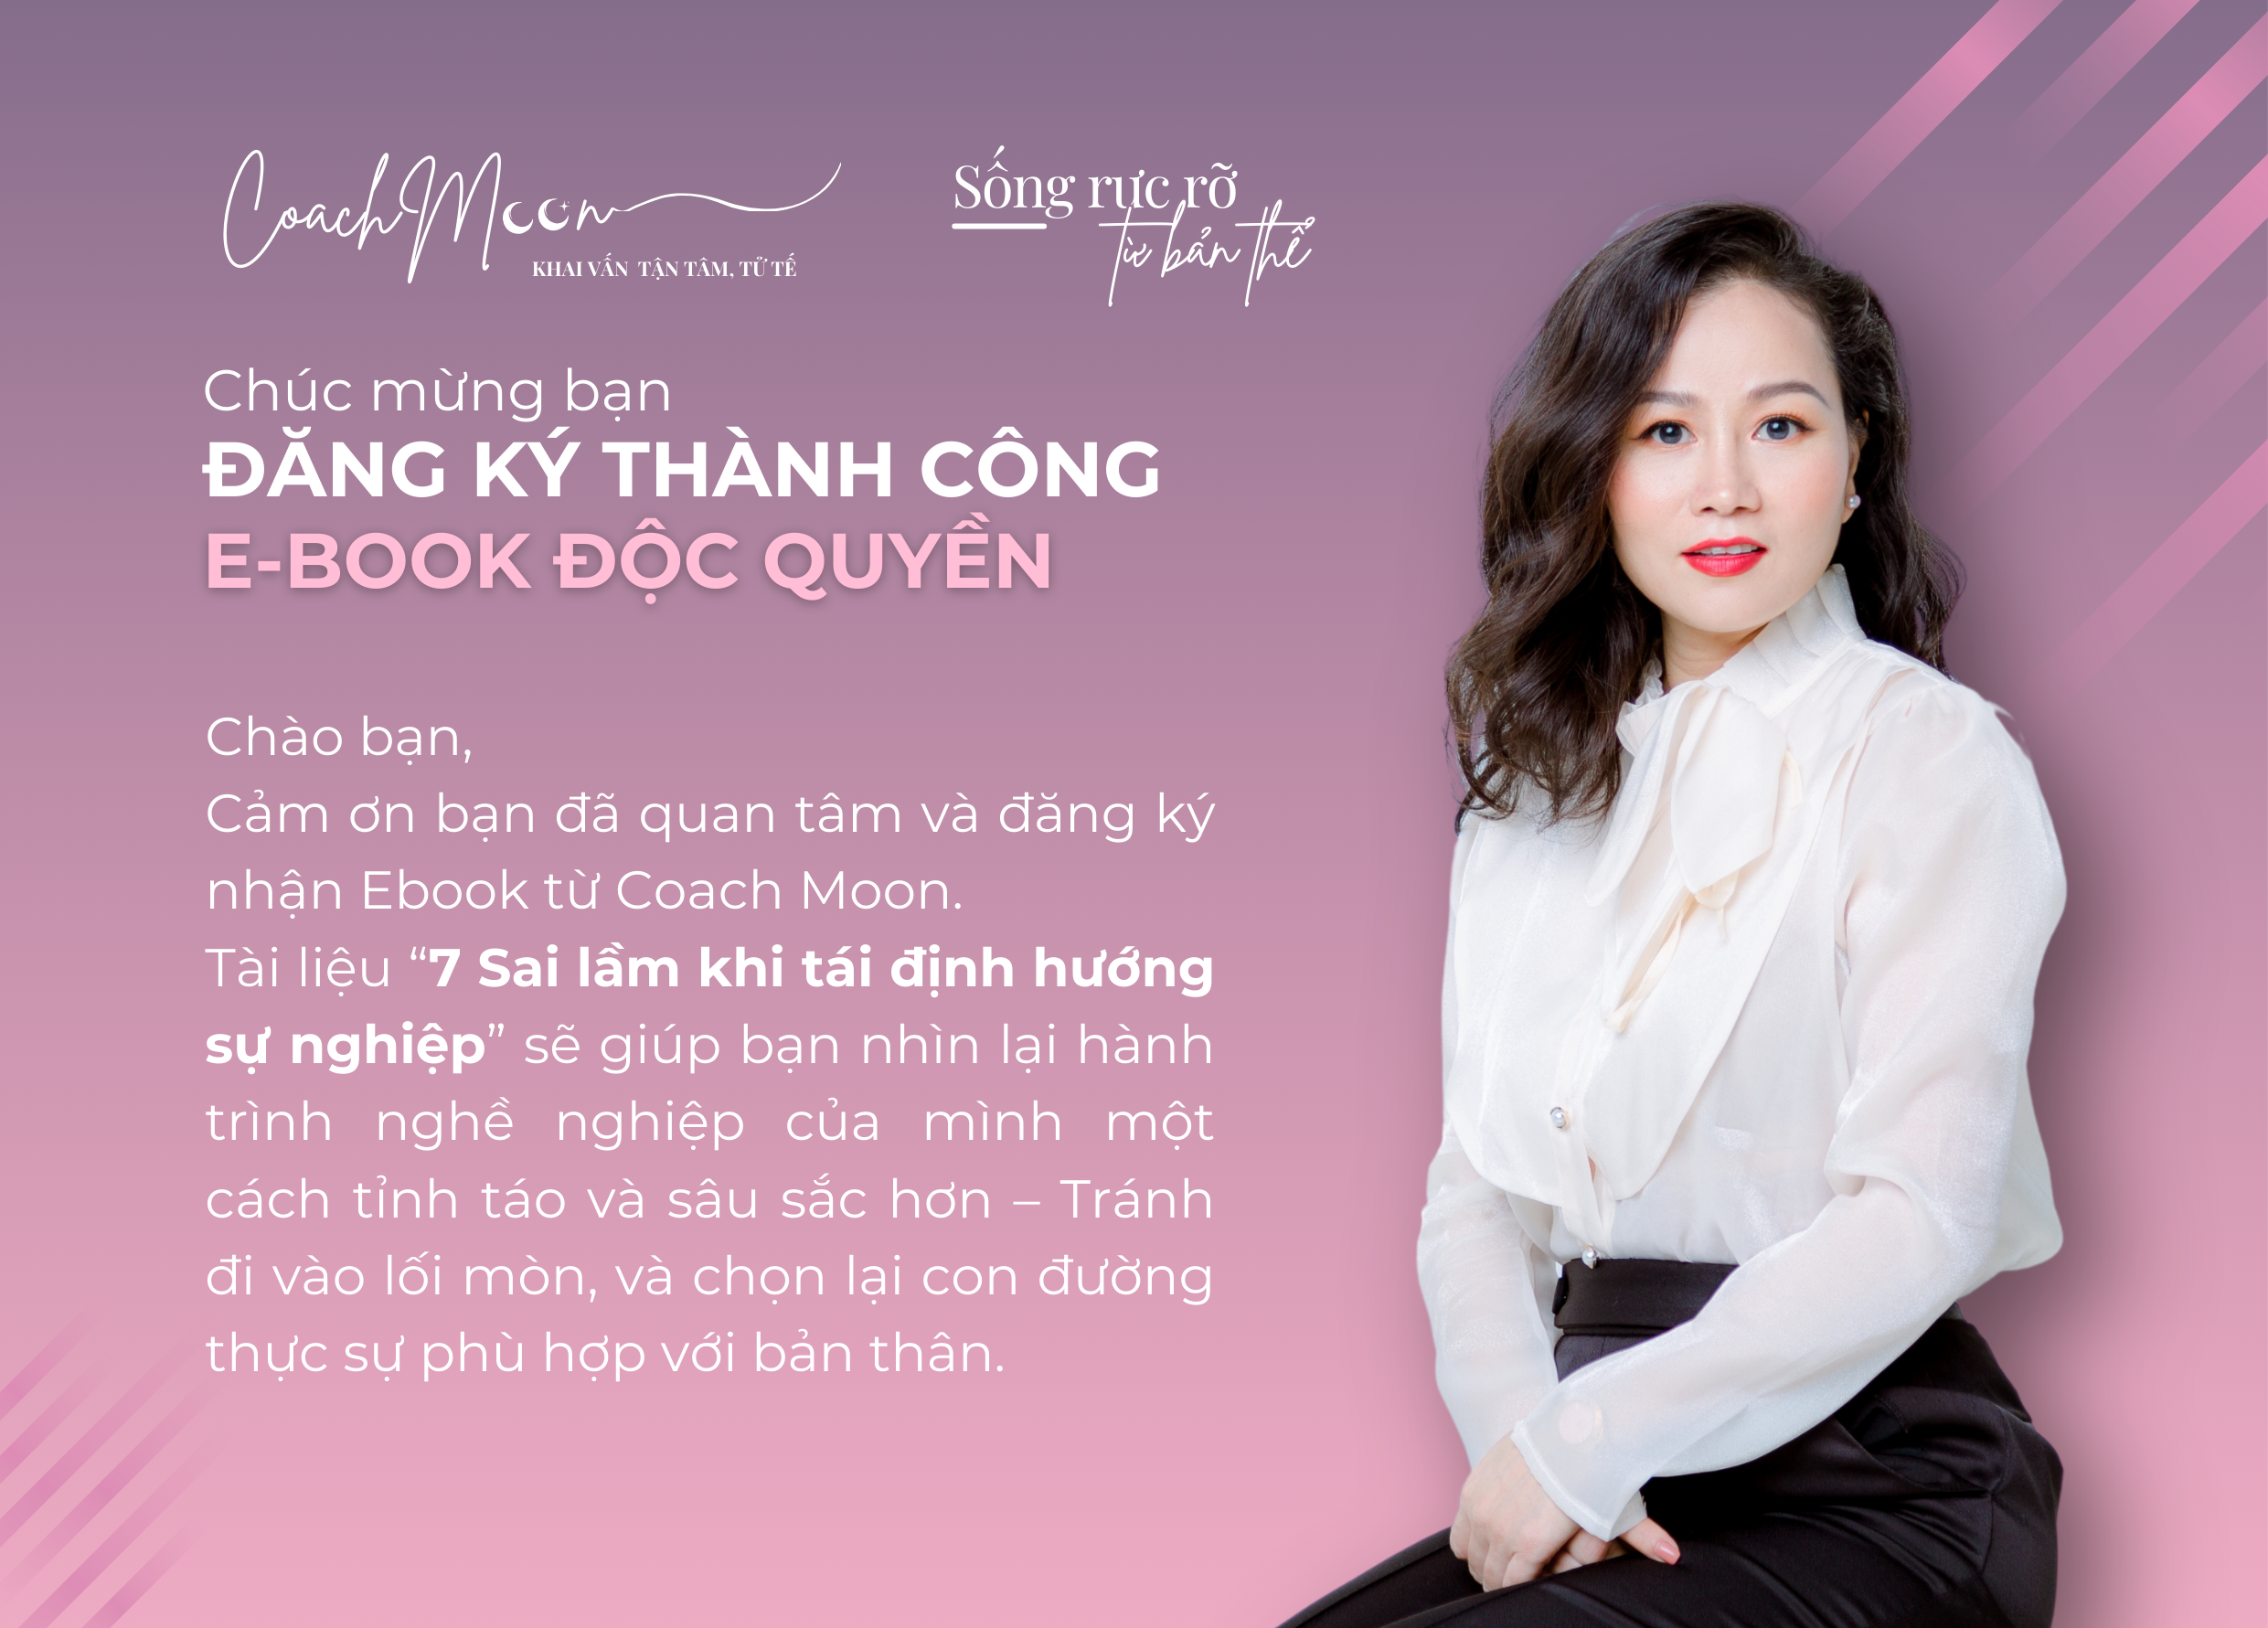 CoachMoon
KHAI VẤN TẬN TÂM, TỬ TẾ
Sống rực rỡ
từ bản thể
Chúc mừng bạn
ĐĂNG KÝ THÀNH CÔNG
E-BOOK ĐỘC QUYỀN
Chào bạn,
Cảm ơn bạn đã quan tâm và đăng ký
nhận Ebook từ Coach Moon.
Tài liệu “7 Sai lầm khi tái định hướng
sự nghiệp” sẽ giúp bạn nhìn lại hành
trình nghề nghiệp của mình một
cách tỉnh táo và sâu sắc hơn – Tránh
đi vào lối mòn, và chọn lại con đường
thực sự phù hợp với bản thân.